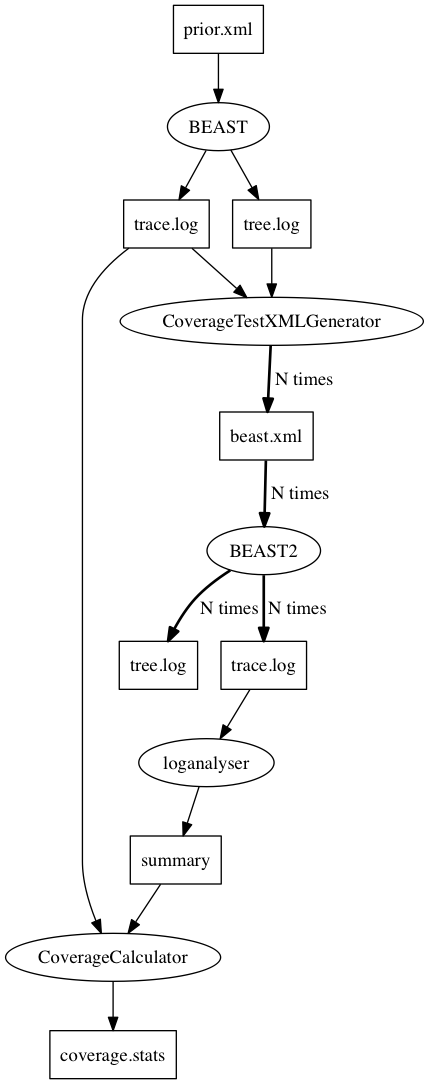 prior.xml
BEAST
trace.log
tree.log
CoverageTestXMLGenerator
N times
beast.xml
N times
BEAST2
N times
N times
tree.log
trace.log
loganalyser
summary
CoverageCalculator
coverage.stats